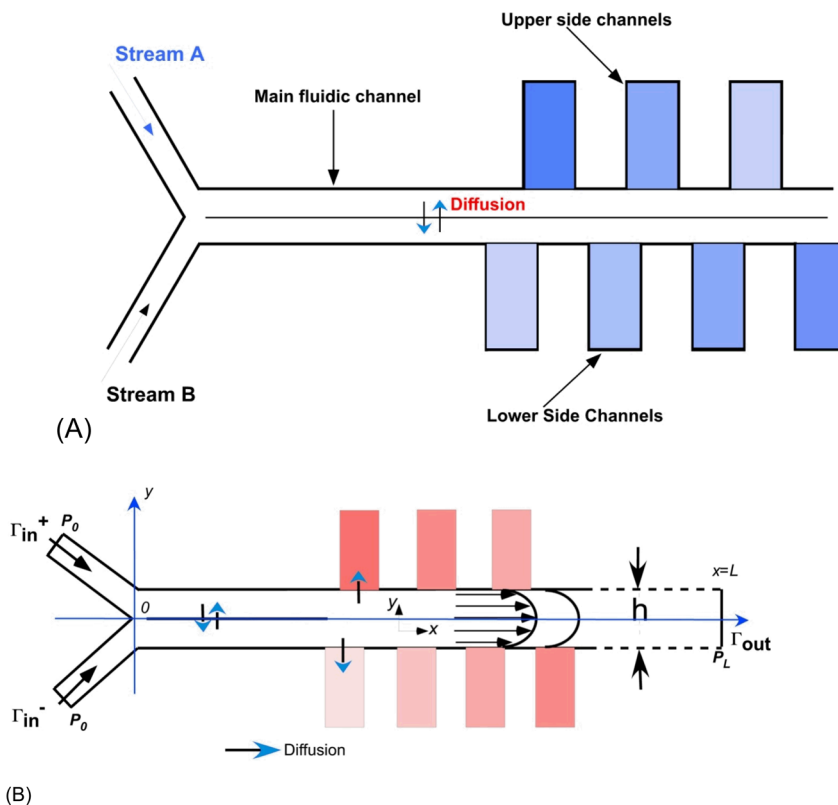 Stream A
Upper side channels
Main fluidic channel
Diffusion
Stream B
Lower Side Channels
(A)
y
Γin+
P0
x=L
0
y
x
h
Γout
PL
Γin-
P0
Diffusion
(B)